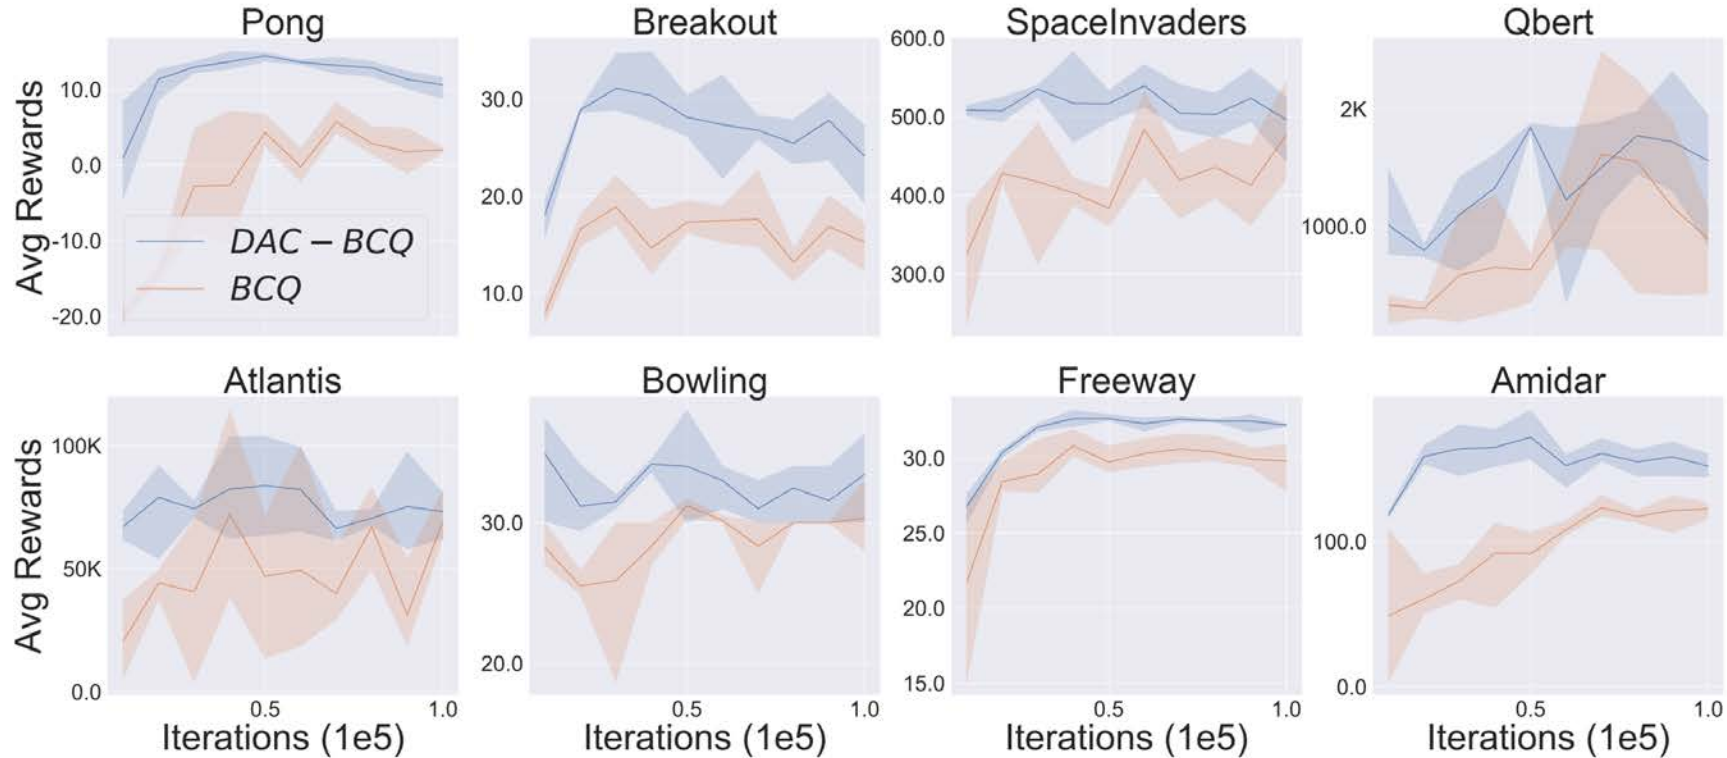 Pong
Breakout
SpaceInvaders
Qbert
Avg Rewards
10.0
0.0
-10.0
-20.0
DAC – BCQ
BCQ
30.0
20.0
10.0
600.0
500.0
400.0
300.0
2K
1000.0
Atlantis
Bowling
Freeway
Amidar
Avg Rewards
100K
50K
0.0
0.5
1.0
Iterations (1e5)
30.0
20.0
0.5
1.0
Iterations (1e5)
30.0
25.0
20.0
15.0
0.5
1.0
Iterations (1e5)
100.0
0.0
0.5
1.0
Iterations (1e5)